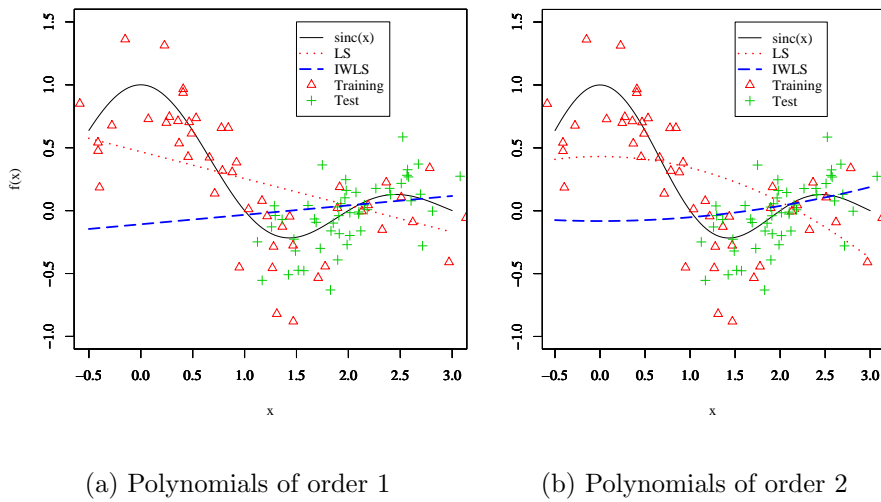 1.5
1.0
0.5
0.0
−0.5
−1.0
f(x)
−0.5 0.0 0.5 1.0 1.5 2.0 2.5 3.0
x
sinc(x)
LS
IWLS
Training
Test
(a) Polynomials of order 1
1.5
1.0
0.5
0.0
−0.5
−1.0
−0.5 0.0 0.5 1.0 1.5 2.0 2.5 3.0
x
sinc(x)
LS
IWLS
Training
Test
(b) Polynomials of order 2